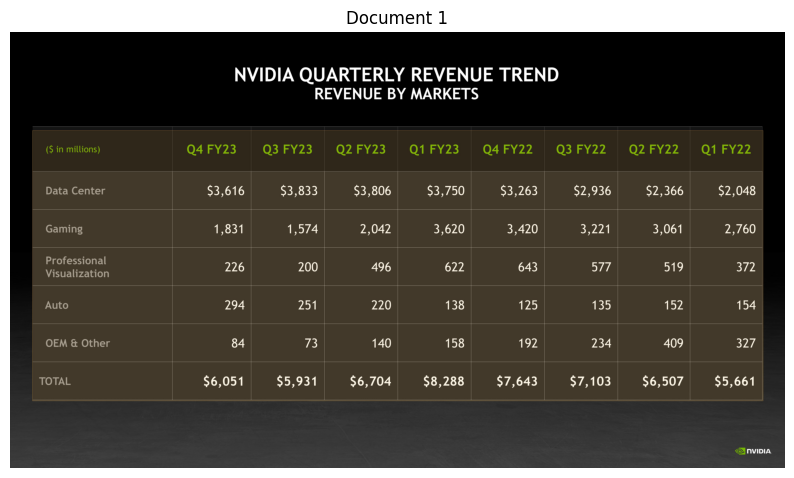 Document 1
NVIDIA QUARTERLY REVENUE TREND
REVENUE BY MARKETS
($ in millions) Q4 FY23 Q3 FY23 Q2 FY23 Q1 FY23 Q4 FY22 Q3 FY22 Q2 FY22 Q1 FY22
Data Center $3,616 $3,833 $3,806 $3,750 $3,263 $2,936 $2,366 $2,048
Gaming 1,831 1,574 2,042 3,620 3,420 3,221 3,061 2,760
Professional
Visualization 226 200 496 622 643 577 519 372
Auto 294 251 220 138 125 135 152 154
OEM & Other 84 73 140 158 192 234 409 327
TOTAL $6,051 $5,931 $6,704 $8,288 $7,643 $7,103 $6,507 $5,661
NVIDIA